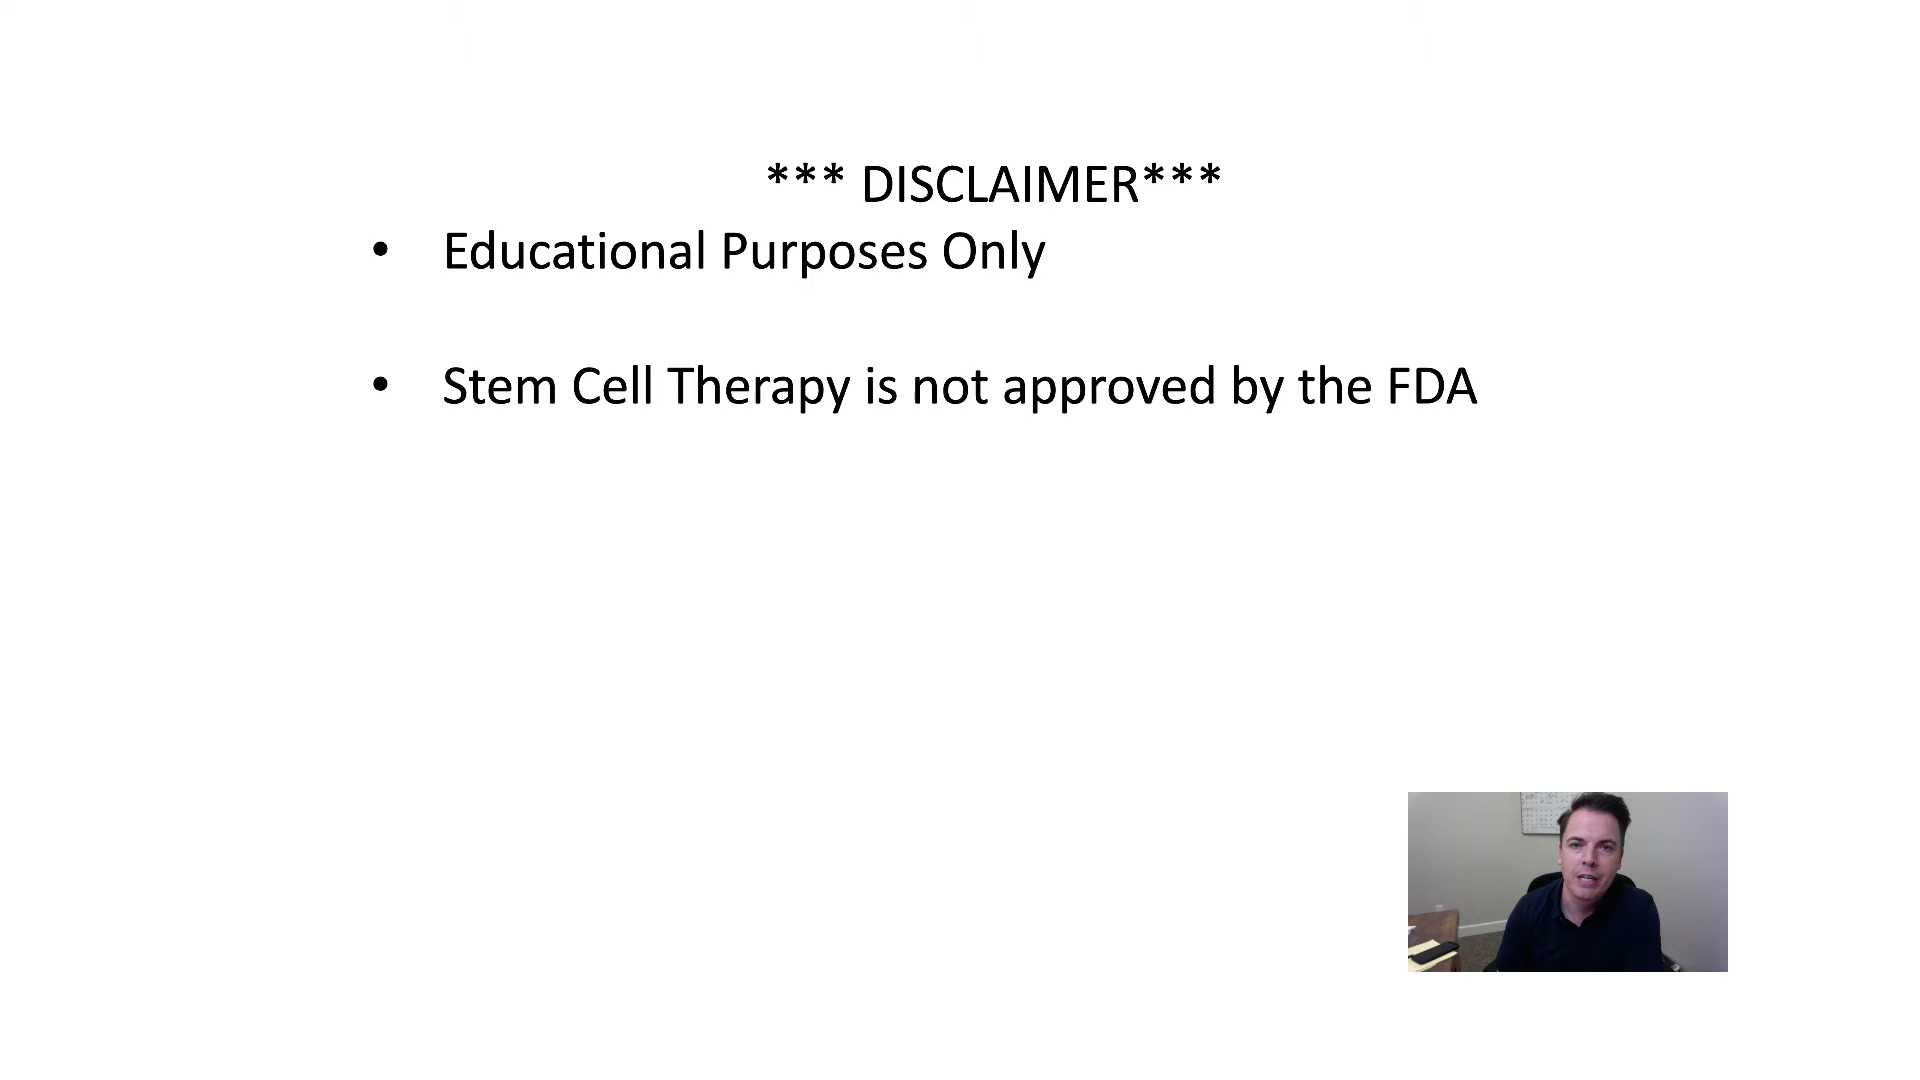 *** DISCLAIMER***
• Educational Purposes Only
• Stem Cell Therapy is not approved by the FDA